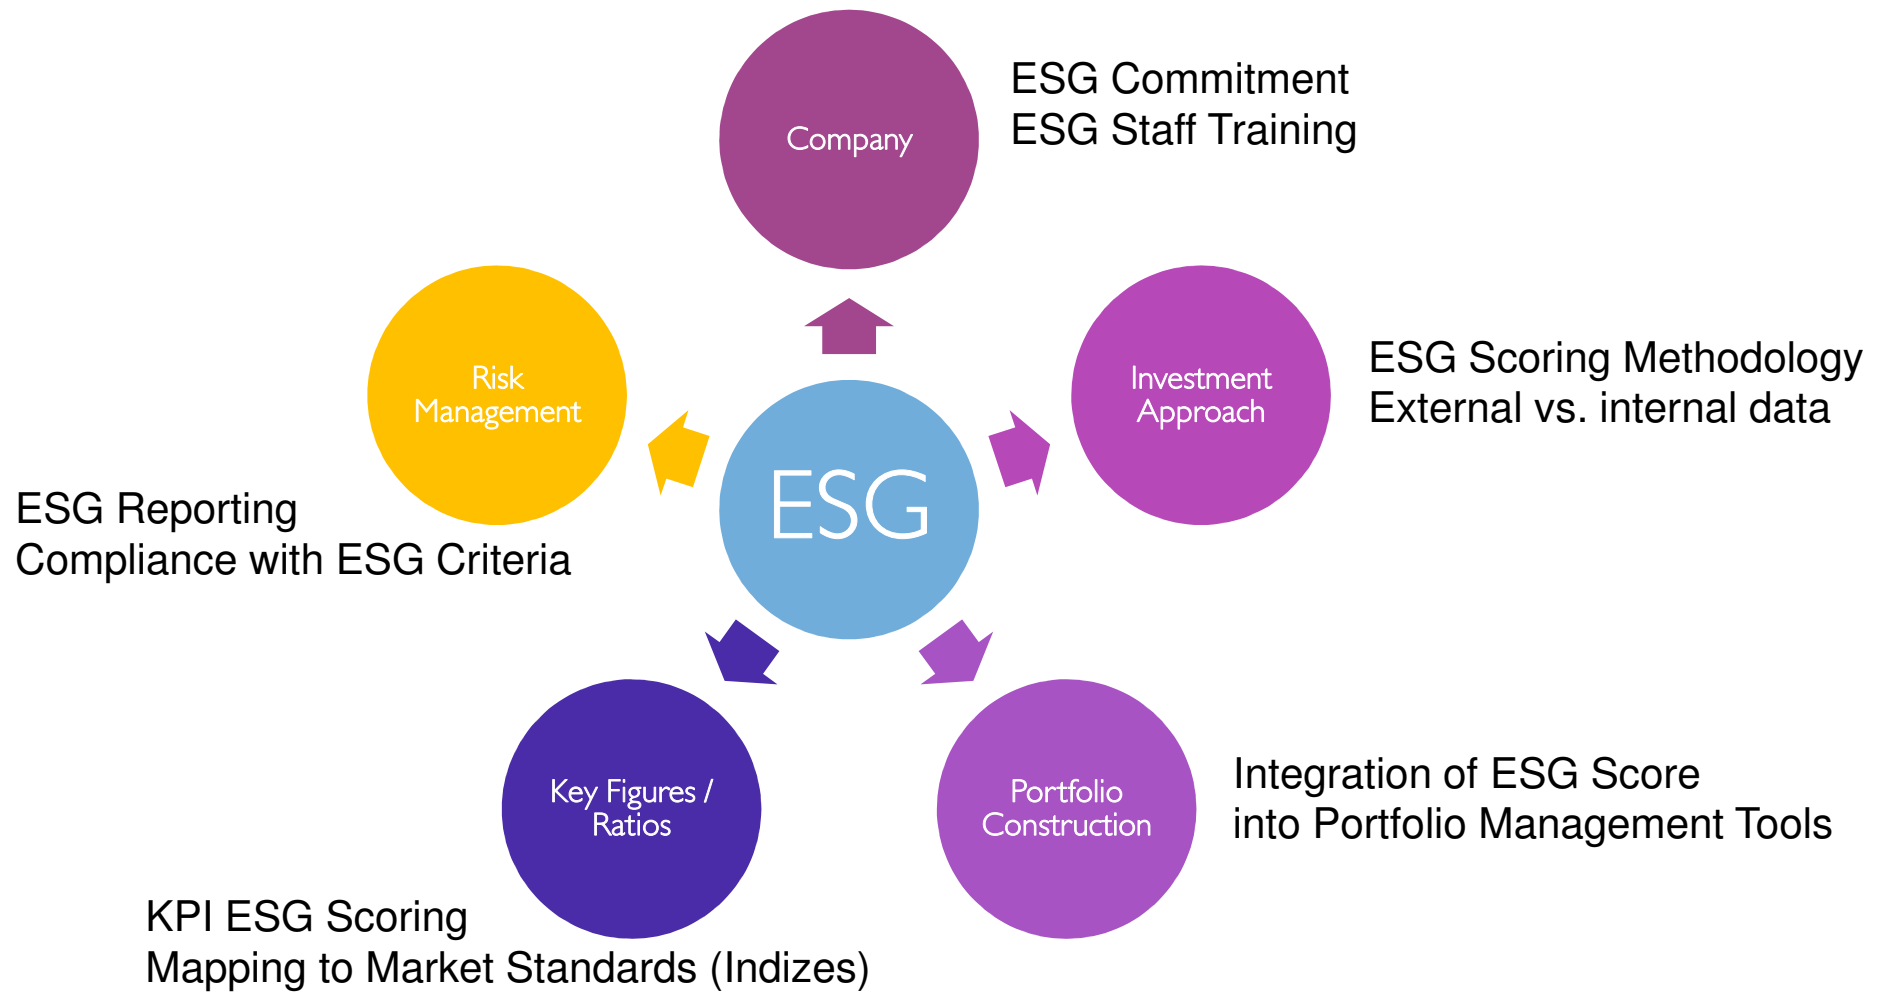 Company
ESG Commitment
ESG Staff Training
Risk
Management
Investment
Approach
ESG Scoring Methodology
External vs. internal data
ESG
ESG Reporting
Compliance with ESG Criteria
Key Figures /
Ratios
Portfolio
Construction
Integration of ESG Score
into Portfolio Management Tools
KPI ESG Scoring
Mapping to Market Standards (Indizes)